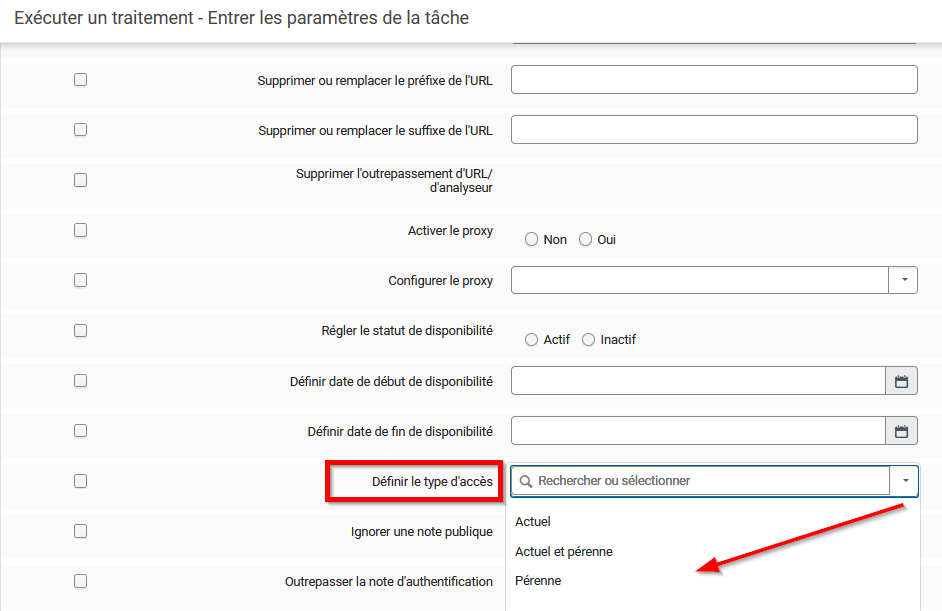 Exécuter un traitement - Entrer les paramètres de la tâche
Supprimer ou remplacer le préfixe de l'URL
Supprimer ou remplacer le suffixe de l'URL
Supprimer l'outrepassement d'URL/
d'analyseur
Activer le proxy
Non Oui
Configurer le proxy
Régler le statut de disponibilité
Actif Inactif
Définir date de début de disponibilité
Définir date de fin de disponibilité
Définir le type d'accès
Rechercher ou sélectionner
Actuel
Ignorer une note publique
Actuel et pérenne
Outrepasser la note d'authentification
Pérenne